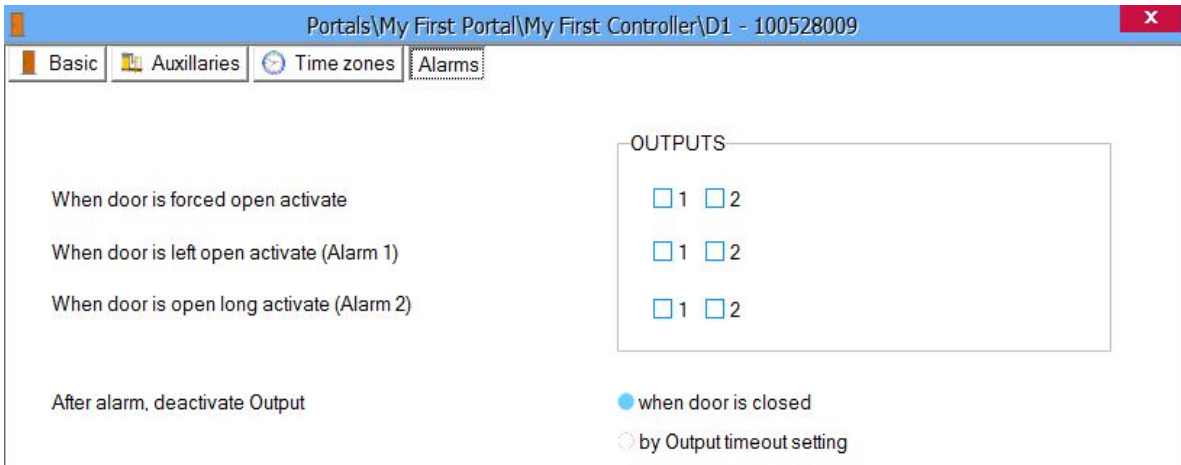 Portals\My First Portal\My First Controller\D1 - 100528009
x
Basic Auxillaries Time zones Alarms
OUTPUTS
When door is forced open activate 1 2
When door is left open activate (Alarm 1) 1 2
When door is open long activate (Alarm 2) 1 2
After alarm, deactivate Output when door is closed
by Output timeout setting